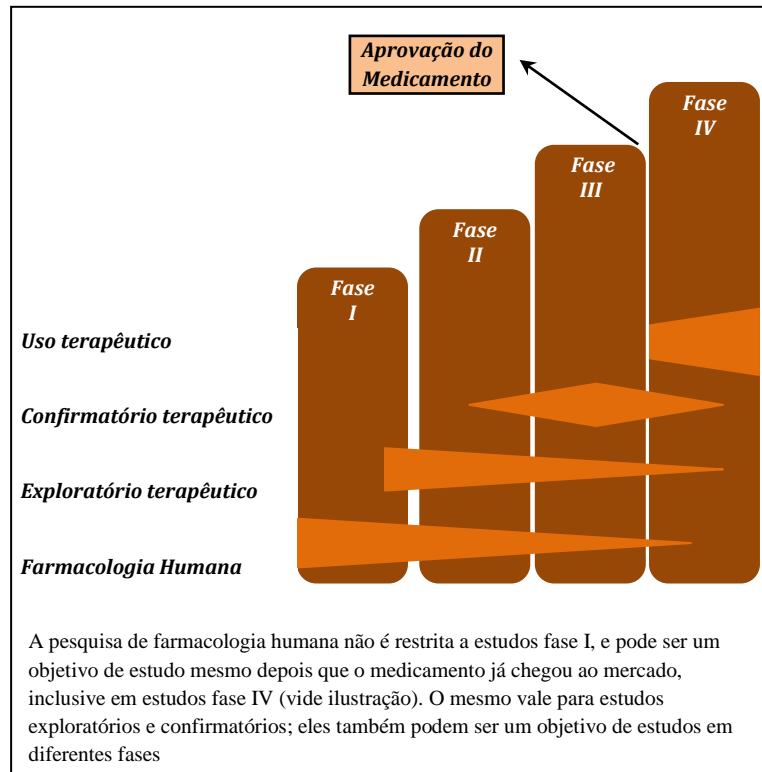 Aprovação do
Medicamento
Fase
IV
Fase
III
Fase
II
Fase
I
Uso terapêutico
Confirmatório terapêutico
Exploratório terapêutico
Farmacologia Humana
A pesquisa de farmacologia humana não é restrita a estudos fase I, e pode ser um
objetivo de estudo mesmo depois que o medicamento já chegou ao mercado,
inclusive em estudos fase IV (vide ilustração). O mesmo vale para estudos
exploratórios e confirmatórios; eles também podem ser um objetivo de estudos em
diferentes fases